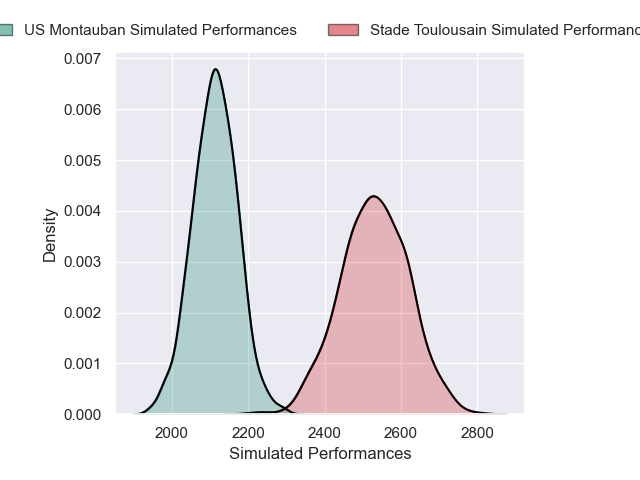 US Montauban Simulated Performances
Stade Toulousain Simulated Performanc
0.007
0.006
0.005
0.004
0.003
0.002
0.001
0.000
Density
2000 2200 2400 2600 2800
Simulated Performances